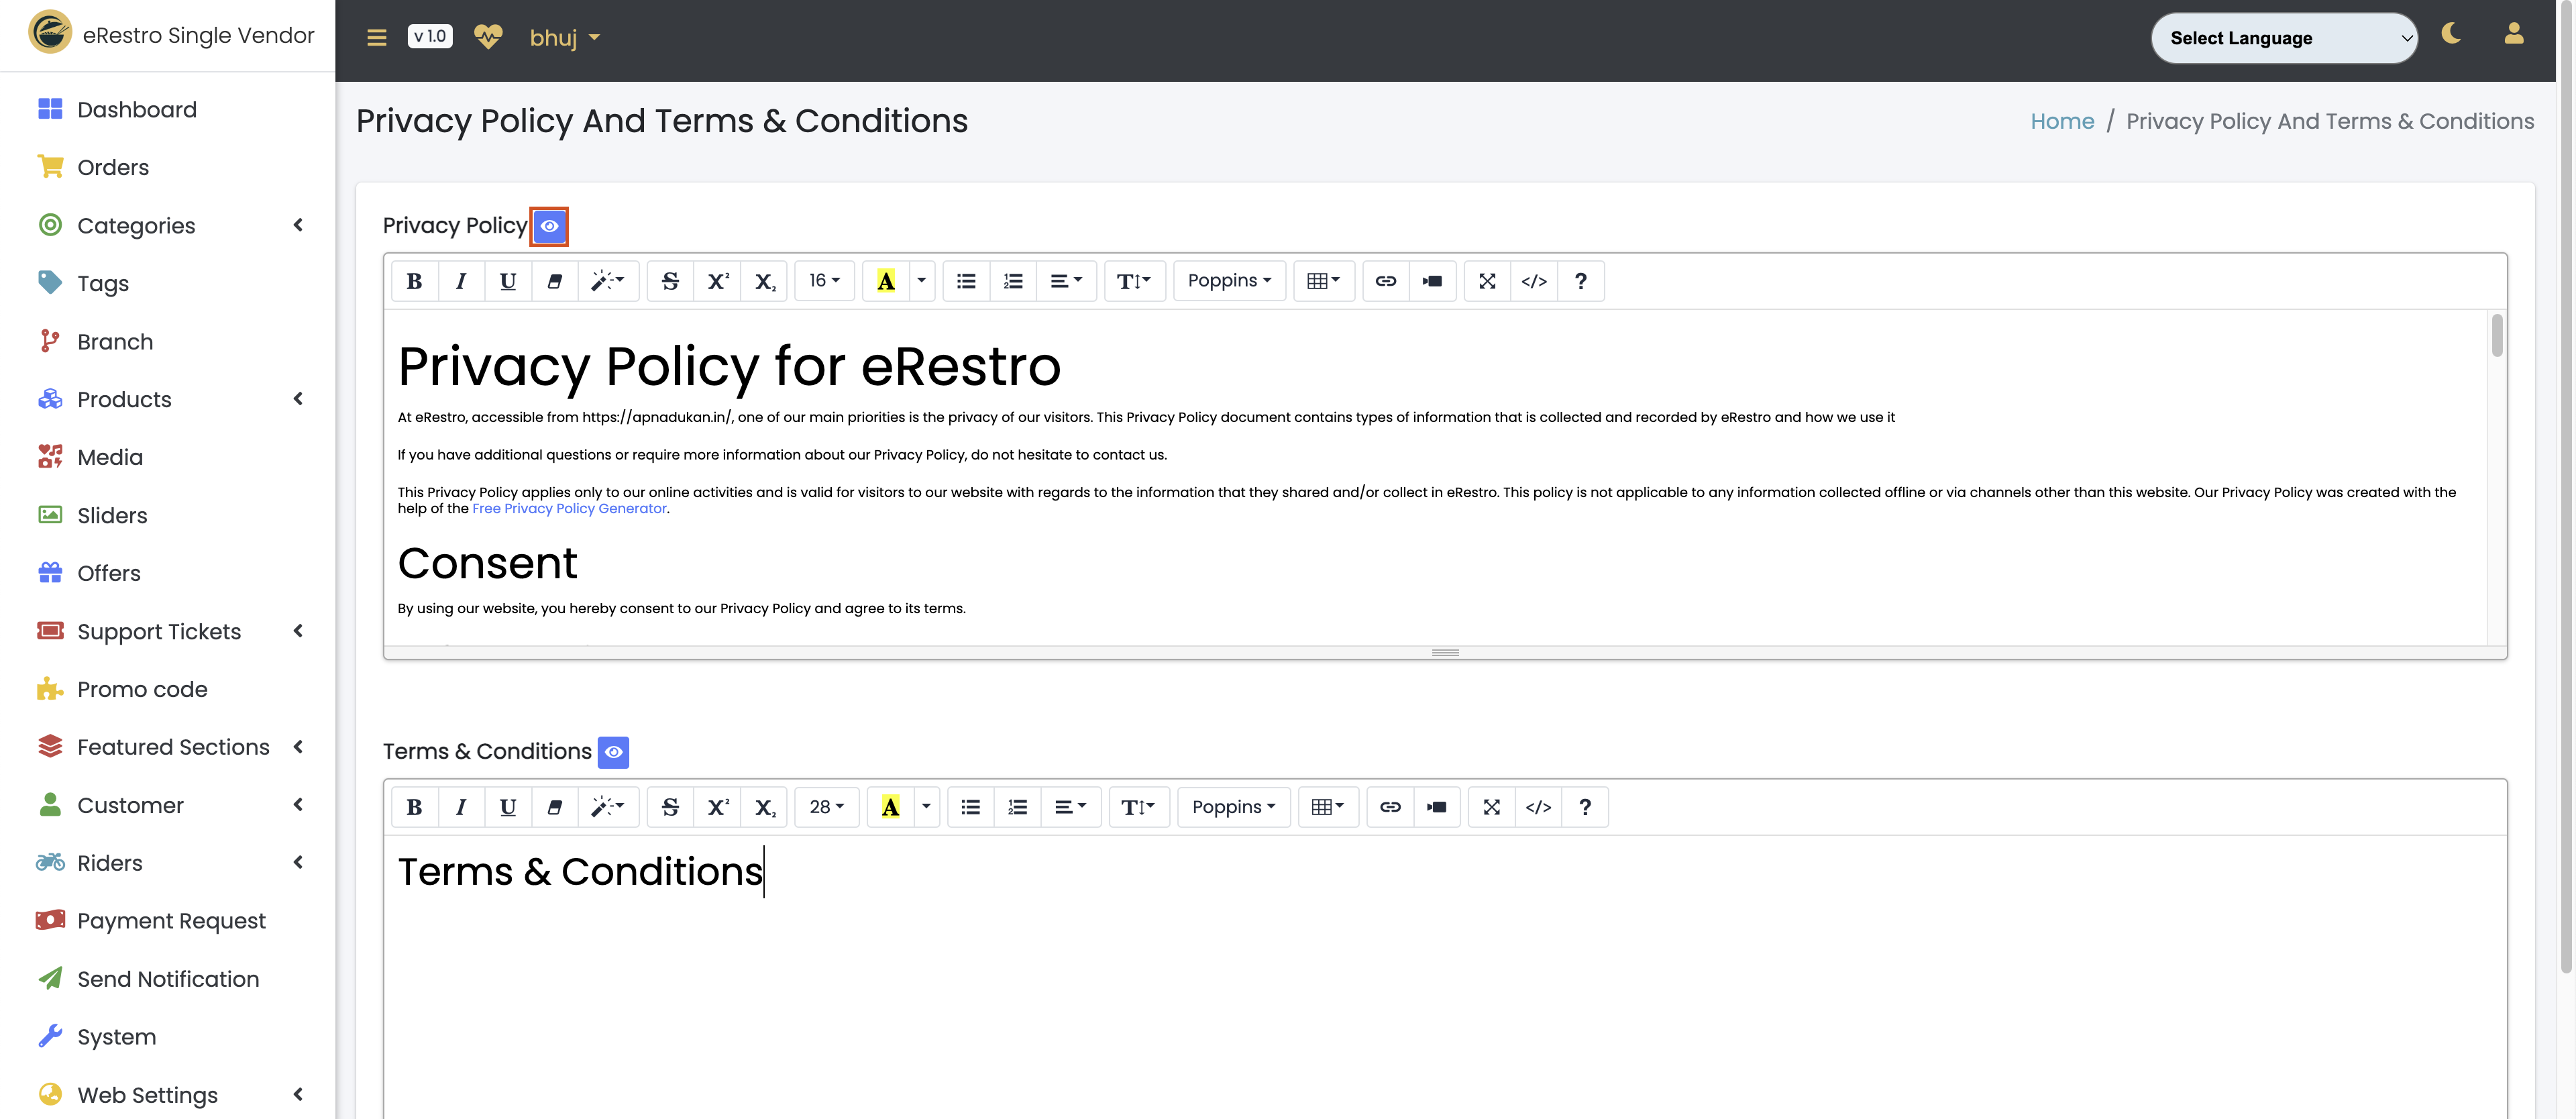 eRestro Single Vendor
v 1.0
bhuj
Select Language
Dashboard
Orders
Categories
Tags
Branch
Products
Media
Sliders
Offers
Support Tickets
Promo code
Featured Sections
Customer
Riders
Payment Request
Send Notification
System
Web Settings
Privacy Policy And Terms & Conditions
Home / Privacy Policy And Terms & Conditions
Privacy Policy
B I U S X² X₂ 16 A T Poppins </> ?
Privacy Policy for eRestro
At eRestro, accessible from https://apnadukan.in/, one of our main priorities is the privacy of our visitors. This Privacy Policy document contains types of information that is collected and recorded by eRestro and how we use it
If you have additional questions or require more information about our Privacy Policy, do not hesitate to contact us.
This Privacy Policy applies only to our online activities and is valid for visitors to our website with regards to the information that they shared and/or collect in eRestro. This policy is not applicable to any information collected offline or via channels other than this website. Our Privacy Policy was created with the
help of the Free Privacy Policy Generator.
Consent
By using our website, you hereby consent to our Privacy Policy and agree to its terms.
Terms & Conditions
B I U S X² X₂ 28 A T Poppins </> ?
Terms & Conditions